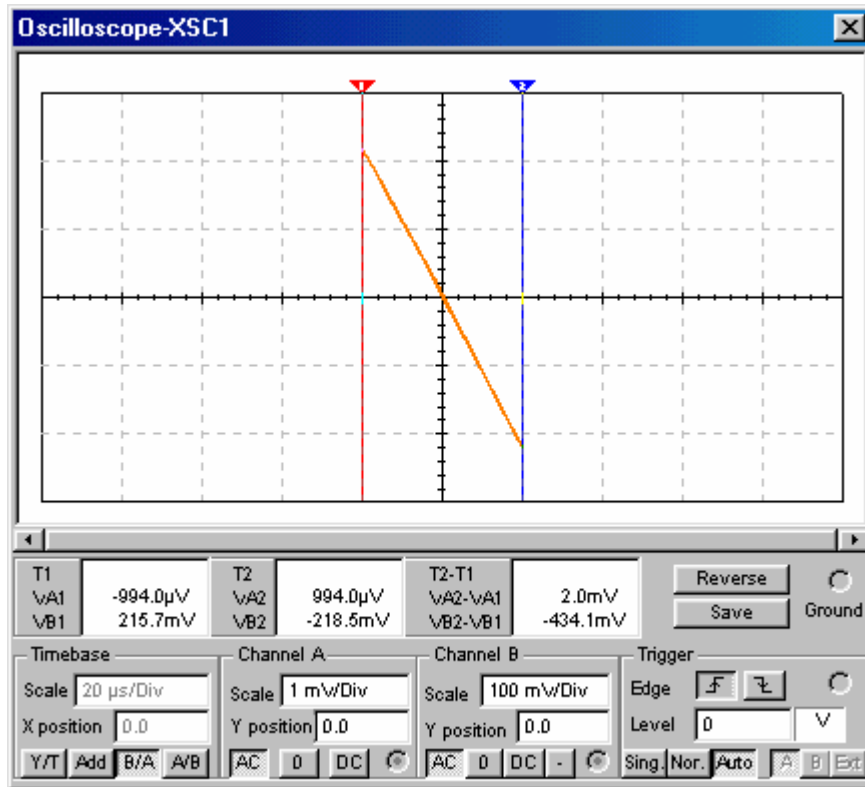 Oscilloscope-XSC1
1 2
T1 T2 T2-T1
VA1 -994.0µV VA2 994.0µV VA2-VA1 2.0mV Reverse
VB1 215.7mV VB2 -218.5mV VB2-VB1 -434.1mV Save Ground
Timebase Channel A Channel B Trigger
Scale 20 µs/Div Scale 1 mV/Div Scale 100 mV/Div Edge
X position 0.0 Y position 0.0 Y position 0.0 Level 0 V
Y/T Add B/A A/B AC 0 DC AC 0 DC - Sing. Nor. Auto A B Ext